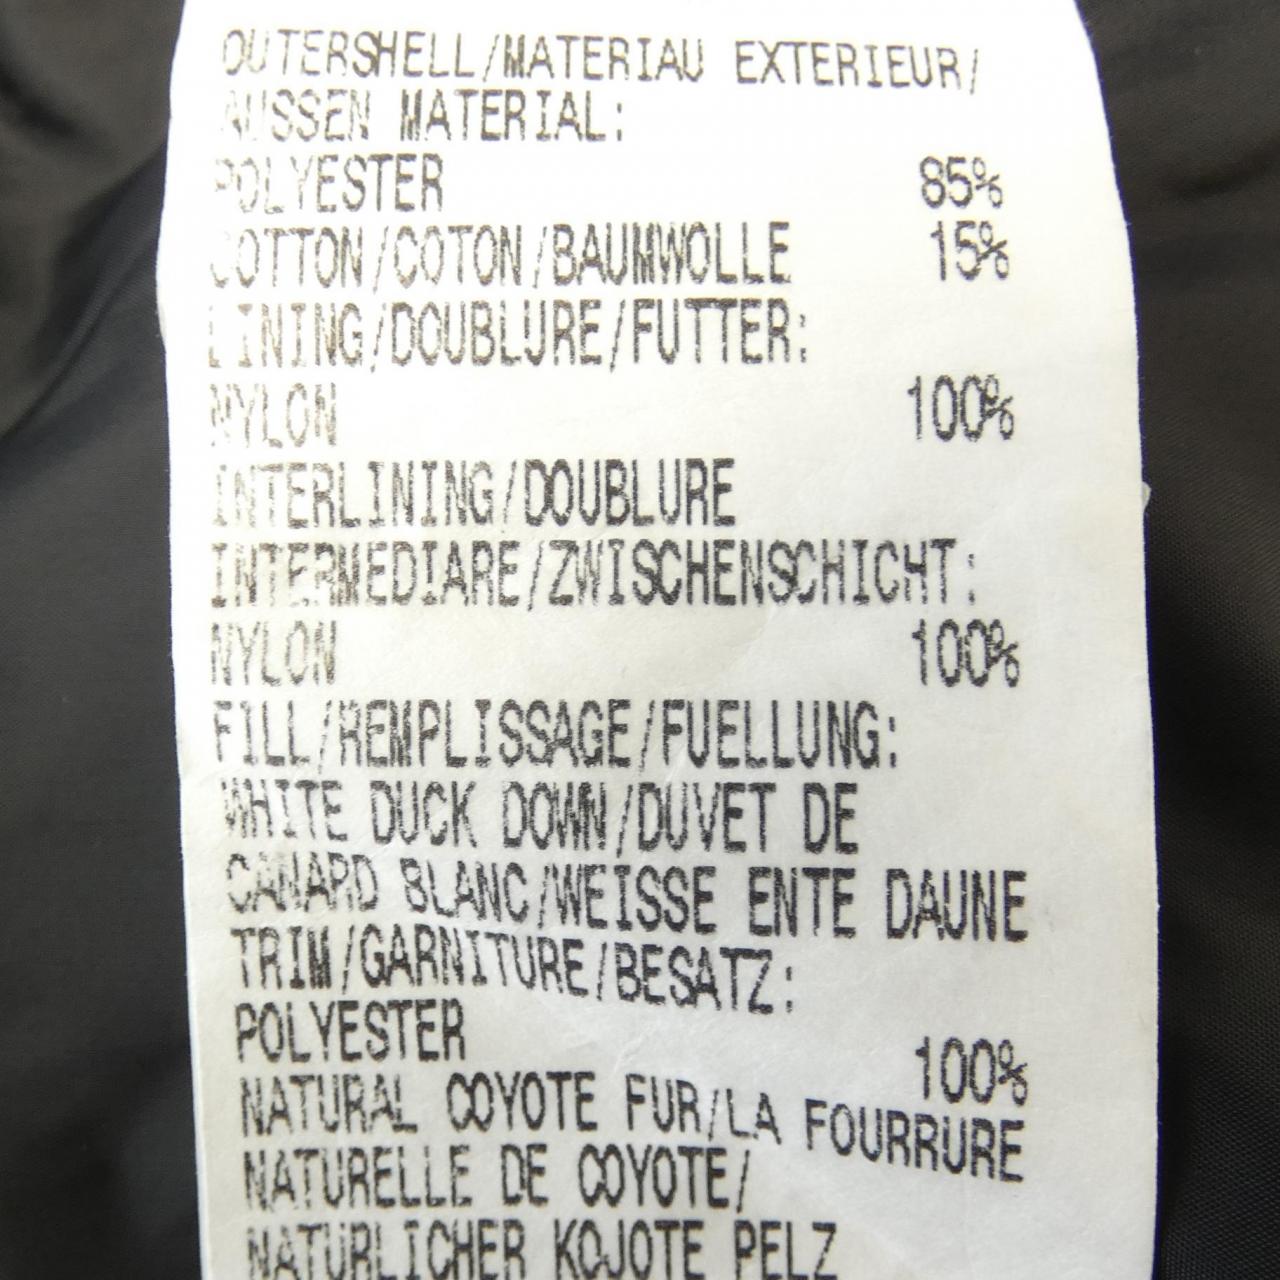 OUTERSHELL/MATERIAU EXTERIEUR/
AUSSEN MATERIAL:
POLYESTER 85%
COTTON/COTON/BAUMWOLLE 15%
LINING/DOUBLURE/FUTTER:
NYLON 100%
INTERLINING/DOUBLURE
INTERMEDIARE/ZWISCHENSCHICHT:
NYLON 100%
FILL/REMPLISSAGE/FUELLUNG:
WHITE DUCK DOWN/DUVET DE
CANARD BLANC/WEISSE ENTE DAUNE
TRIM/GARNITURE/BESATZ:
POLYESTER 100%
NATURAL COYOTE FUR/LA FOURRURE
NATURELLE DE COYOTE/
NATURLICHER KOJOTE PELZ